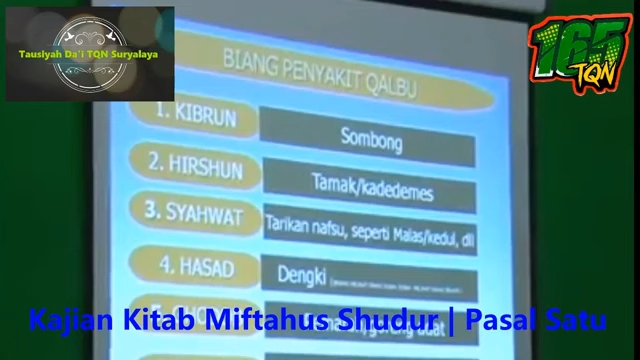 Tausiyah Da'i TQN Suryalaya
165
TQN
BIANG PENYAKIT QALBU
1. KIBRUN
Sombong
2. HIRSHUN
Tamak/kadedemes
3. SYAHWAT
Tarikan nafsu, seperti Malas/kedul, dll
4. HASAD
Dengki
Kajian Kitab Miftahus Shudur | Pasal Satu